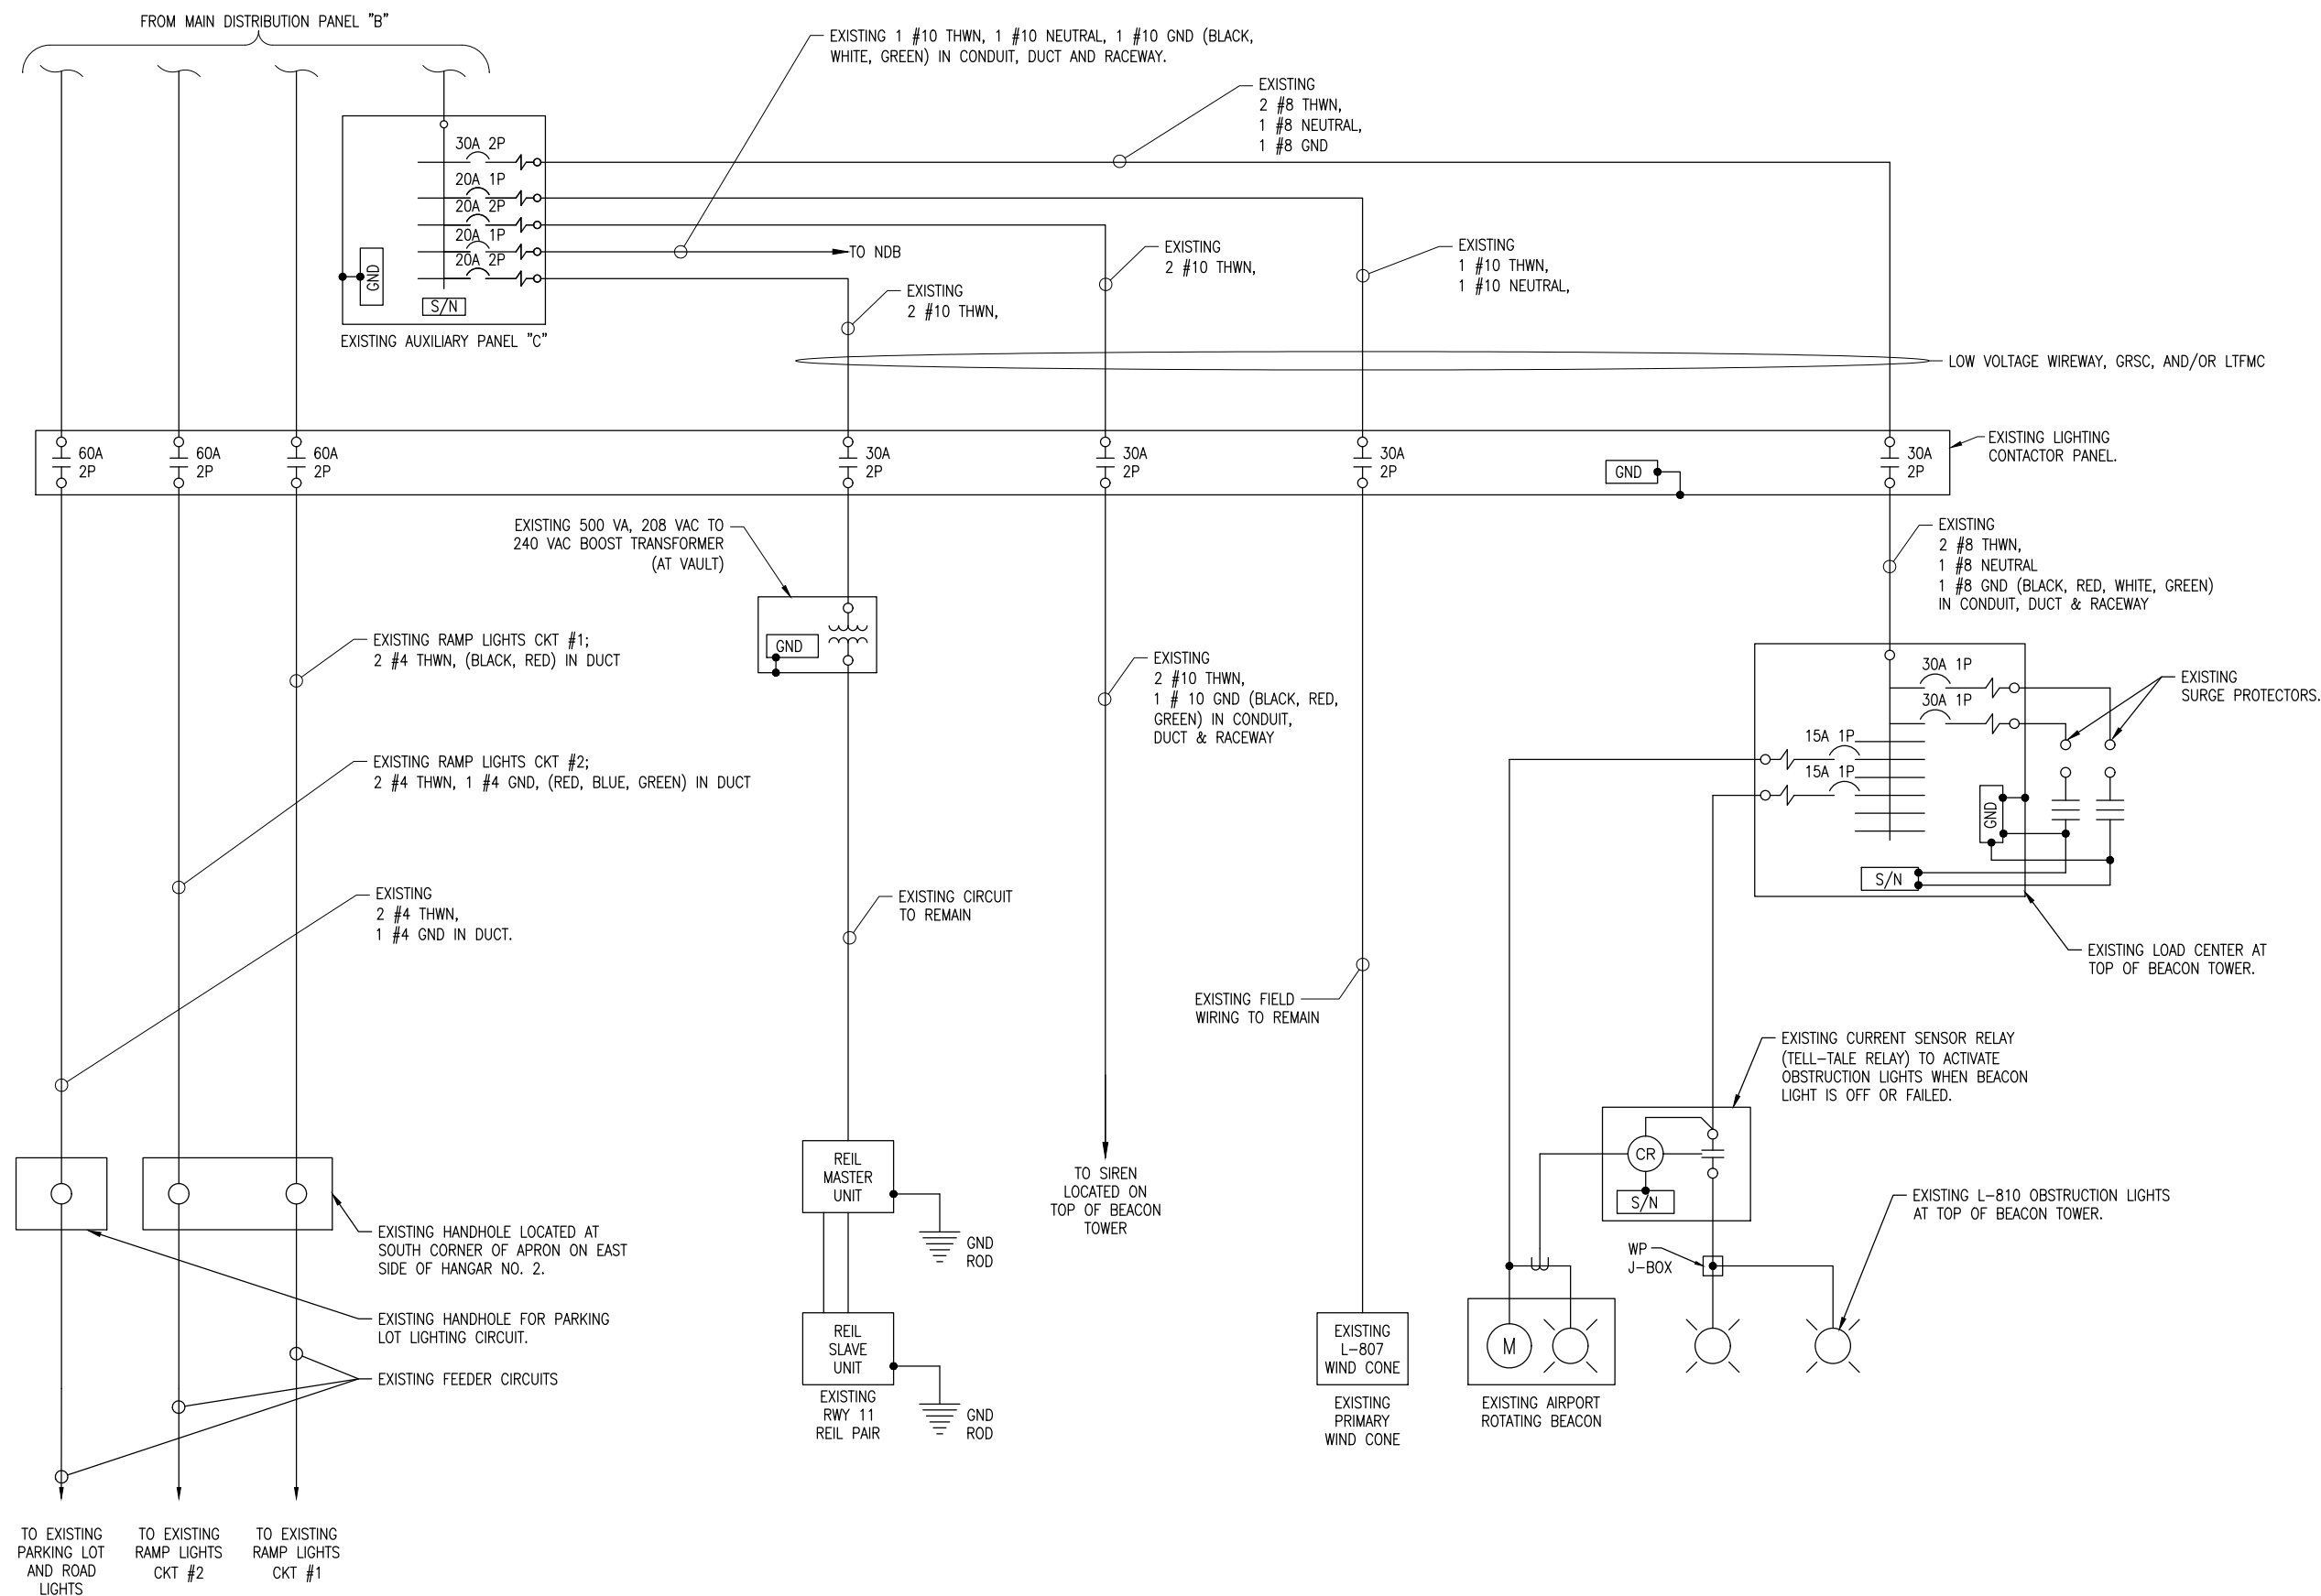 FROM MAIN DISTRIBUTION PANEL "B"
EXISTING 1 #10 THWN, 1 #10 NEUTRAL, 1 #10 GND (BLACK,
WHITE, GREEN) IN CONDUIT, DUCT AND RACEWAY.
EXISTING
2 #8 THWN,
1 #8 NEUTRAL,
1 #8 GND
30A 2P
20A 1P
20A 2P
20A 1P
20A 2P
GND
S/N
EXISTING AUXILIARY PANEL "C"
TO NDB
EXISTING
2 #10 THWN,
EXISTING
2 #10 THWN,
EXISTING
1 #10 THWN,
1 #10 NEUTRAL,
LOW VOLTAGE WIREWAY, GRSC, AND/OR LTFMC
60A
2P
60A
2P
60A
2P
30A
2P
30A
2P
30A
2P
GND
30A
2P
EXISTING LIGHTING
CONTACTOR PANEL.
EXISTING 500 VA, 208 VAC TO
240 VAC BOOST TRANSFORMER
(AT VAULT)
GND
EXISTING
2 #8 THWN,
1 #8 NEUTRAL
1 #8 GND (BLACK, RED, WHITE, GREEN)
IN CONDUIT, DUCT & RACEWAY
EXISTING RAMP LIGHTS CKT #1;
2 #4 THWN, (BLACK, RED) IN DUCT
EXISTING
2 #10 THWN,
1 # 10 GND (BLACK, RED,
GREEN) IN CONDUIT,
DUCT & RACEWAY
30A 1P
30A 1P
15A 1P
15A 1P
GND
S/N
EXISTING
SURGE PROTECTORS.
EXISTING RAMP LIGHTS CKT #2;
2 #4 THWN, 1 #4 GND, (RED, BLUE, GREEN) IN DUCT
EXISTING
2 #4 THWN,
1 #4 GND IN DUCT.
EXISTING CIRCUIT
TO REMAIN
EXISTING LOAD CENTER AT
TOP OF BEACON TOWER.
EXISTING FIELD
WIRING TO REMAIN
EXISTING CURRENT SENSOR RELAY
(TELL-TALE RELAY) TO ACTIVATE
OBSTRUCTION LIGHTS WHEN BEACON
LIGHT IS OFF OR FAILED.
CR
S/N
REIL
MASTER
UNIT
GND
ROD
TO SIREN
LOCATED ON
TOP OF BEACON
TOWER
EXISTING L-810 OBSTRUCTION LIGHTS
AT TOP OF BEACON TOWER.
WP
J-BOX
EXISTING HANDHOLE LOCATED AT
SOUTH CORNER OF APRON ON EAST
SIDE OF HANGAR NO. 2.
EXISTING HANDHOLE FOR PARKING
LOT LIGHTING CIRCUIT.
EXISTING FEEDER CIRCUITS
REIL
SLAVE
UNIT
GND
ROD
EXISTING
RWY 11
REIL PAIR
EXISTING
L-807
WIND CONE
EXISTING
PRIMARY
WIND CONE
M
EXISTING AIRPORT
ROTATING BEACON
TO EXISTING
PARKING LOT
AND ROAD
LIGHTS
TO EXISTING
RAMP LIGHTS
CKT #2
TO EXISTING
RAMP LIGHTS
CKT #1